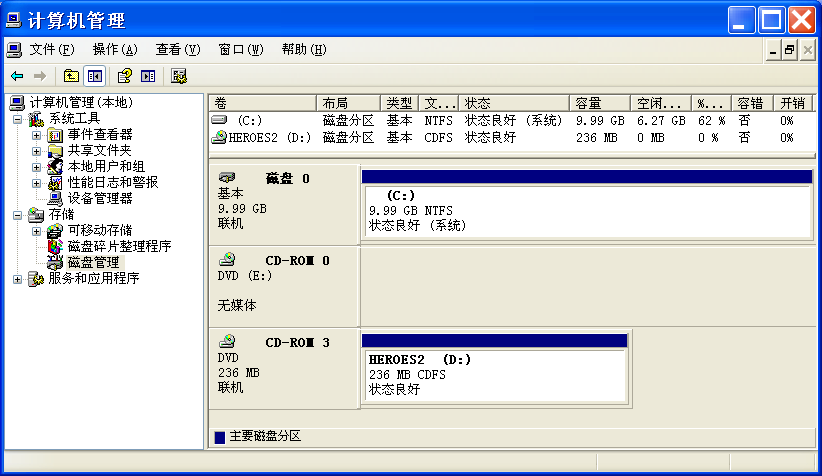 计算机管理
文件(F) 操作(A) 查看(V) 窗口(W) 帮助(H)
计算机管理(本地)
系统工具
事件查看器
共享文件夹
本地用户和组
性能日志和警报
设备管理器
存储
可移动存储
磁盘碎片整理程序
磁盘管理
服务和应用程序
卷 布局 类型 文... 状态 容量 空闲... %... 容错 开销
(C:) 磁盘分区 基本 NTFS 状态良好 (系统) 9.99 GB 6.27 GB 62 % 否 0%
HEROES2 (D:) 磁盘分区 基本 CDFS 状态良好 236 MB 0 MB 0 % 否 0%
磁盘 0
基本
9.99 GB
联机
(C:)
9.99 GB NTFS
状态良好 (系统)
CD-ROM 0
DVD (E:)
无媒体
CD-ROM 3
DVD
236 MB
联机
HEROES2 (D:)
236 MB CDFS
状态良好
主要磁盘分区